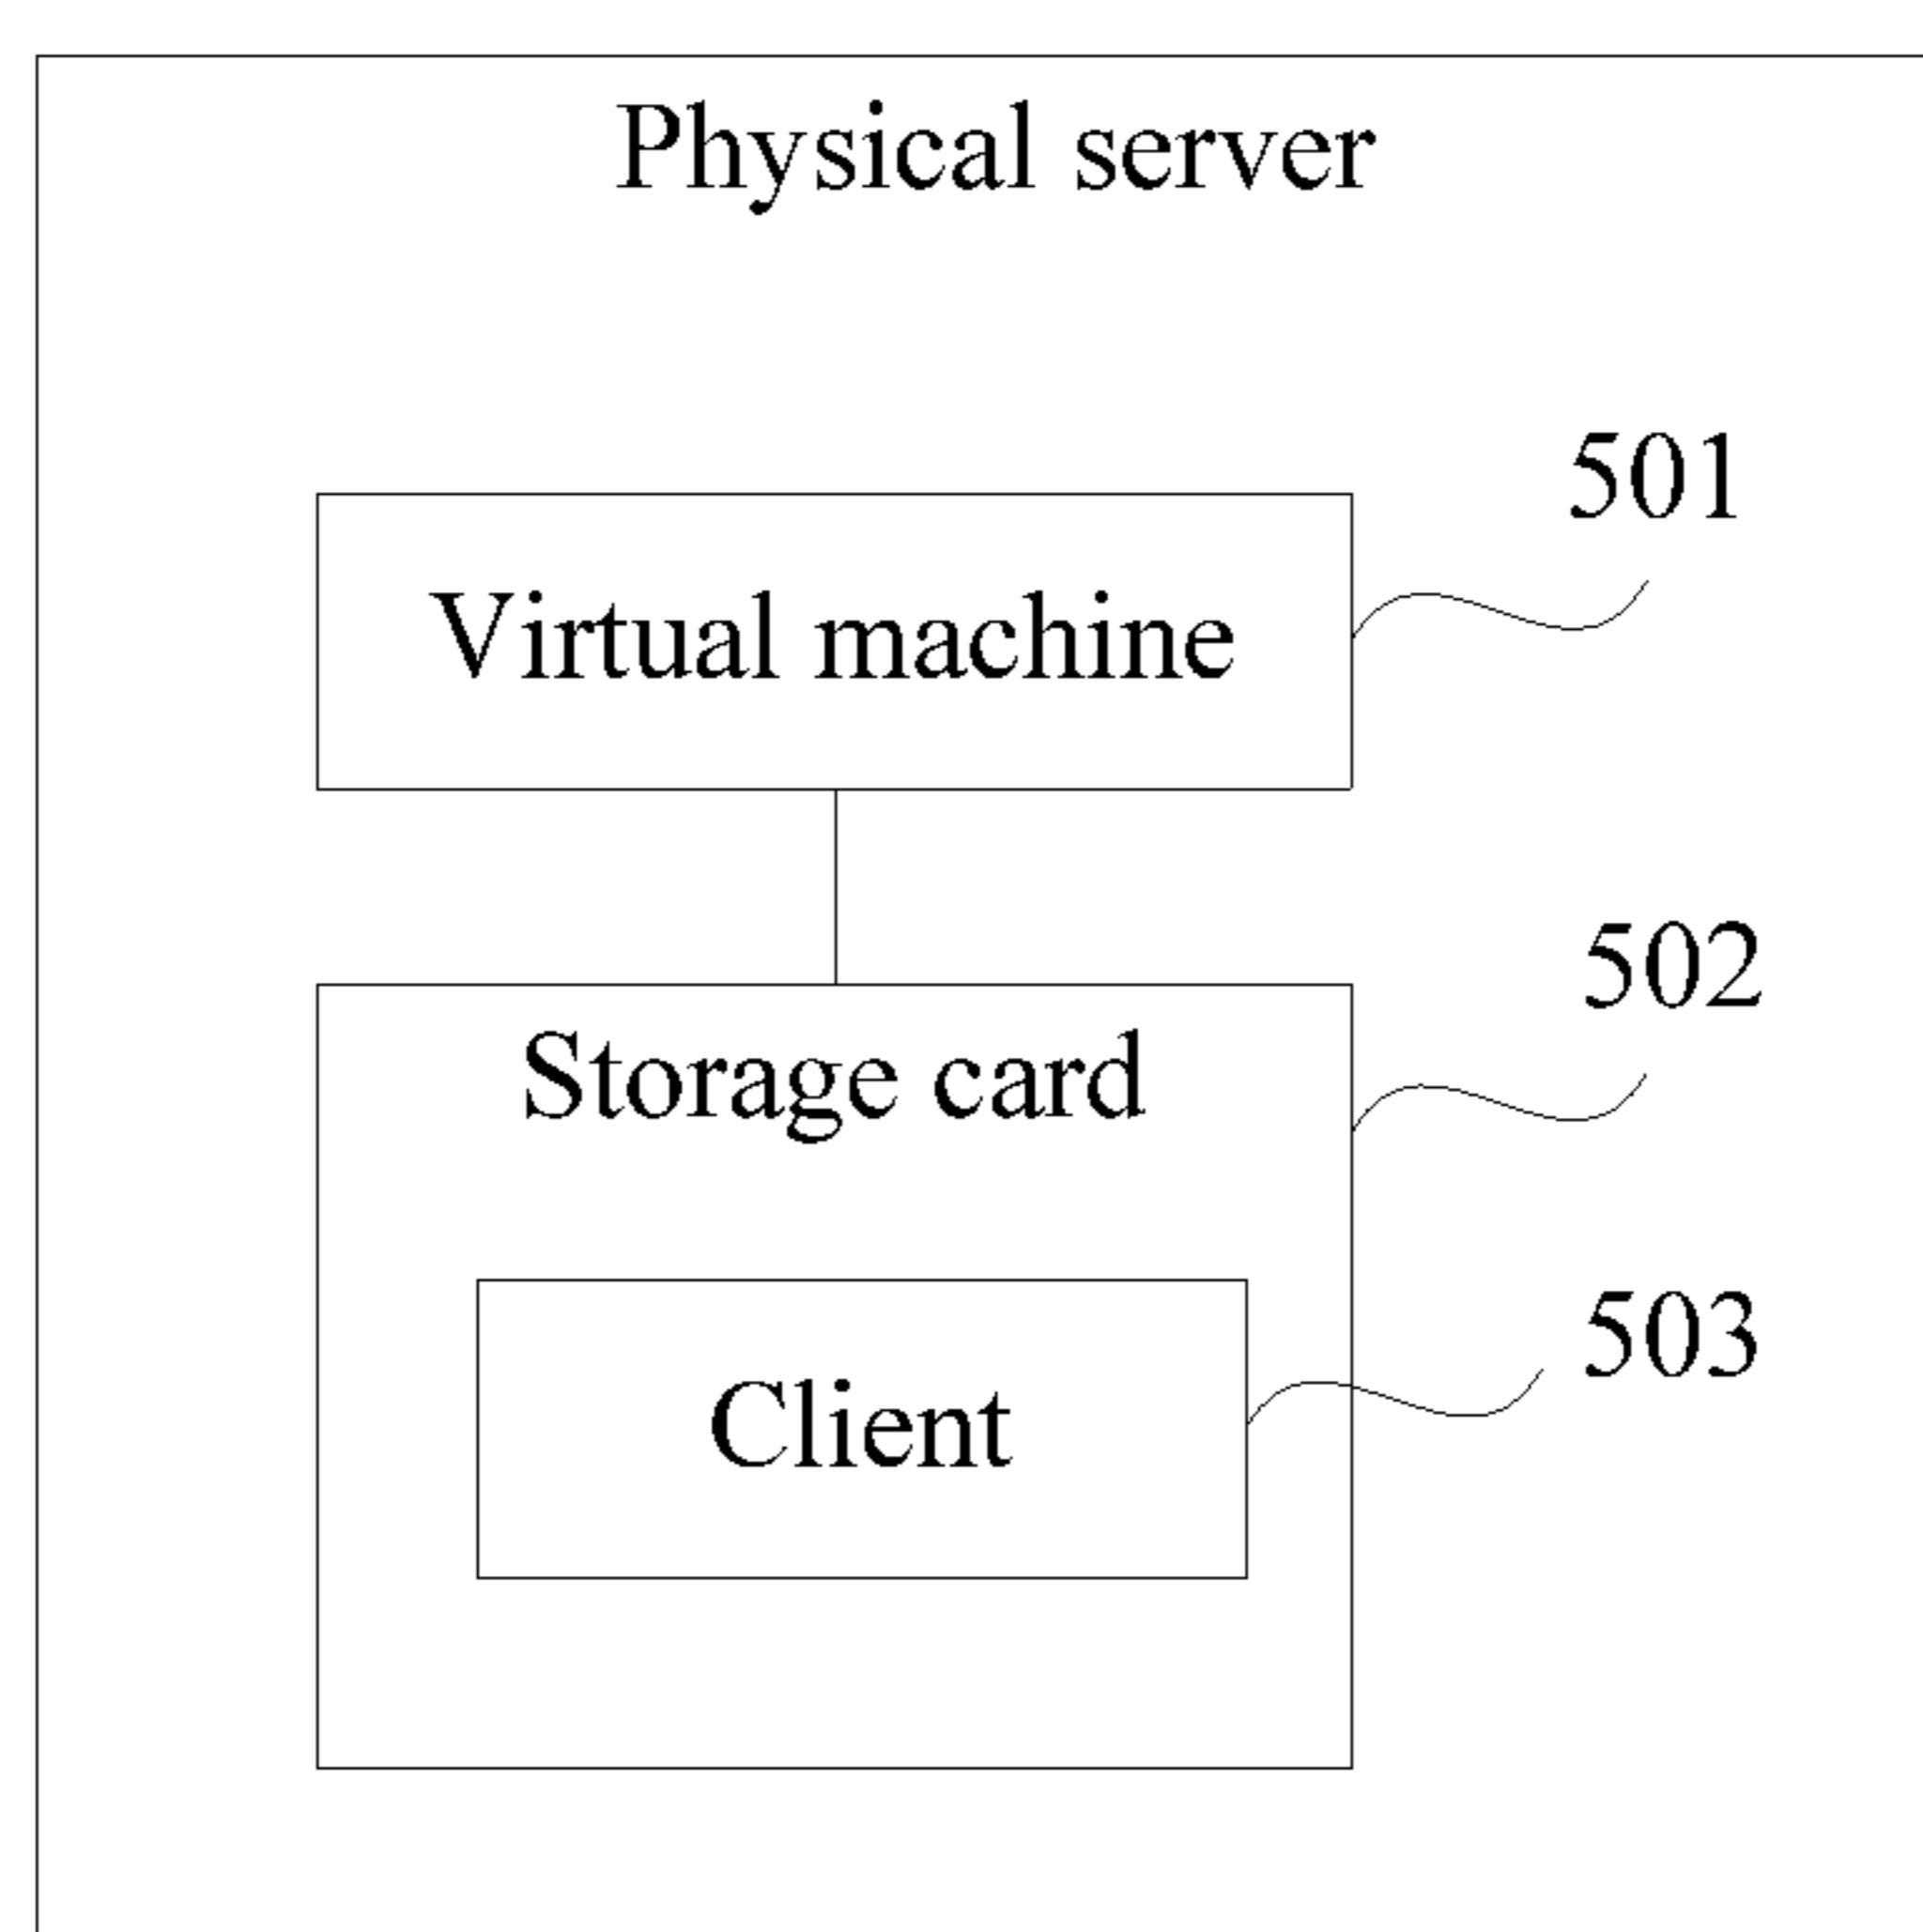 Physical server
501
Virtual machine
502
Storage card
503
Client